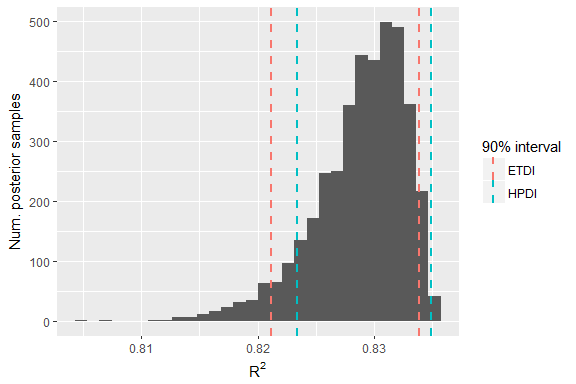 500
400
300
200
100
0
Num. posterior samples
0.81 0.82 0.83
R²
90% interval
ETDI
HPDI